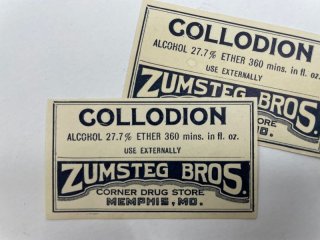 COLLODION
ALCOHOL 27.7% ETHER 360 mins. in fl. oz.
USE EXTERNALLY
ZUMSTEG BROS.
MO.
COLLODION
ALCOHOL 27.7% ETHER 360 mins. in fl. oz.
USE EXTERNALLY
ZUMSTEG BROS.
CORNER DRUG STORE
MEMPHIS, MO.